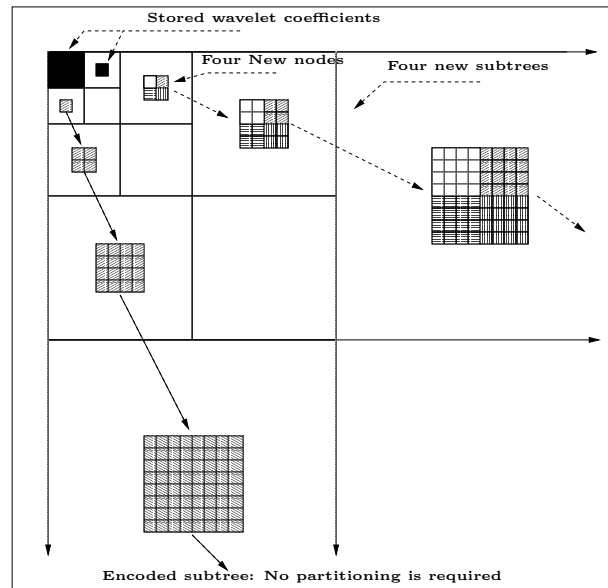 Stored wavelet coefficients
Four New nodes
Four new subtrees
Encoded subtree: No partitioning is required